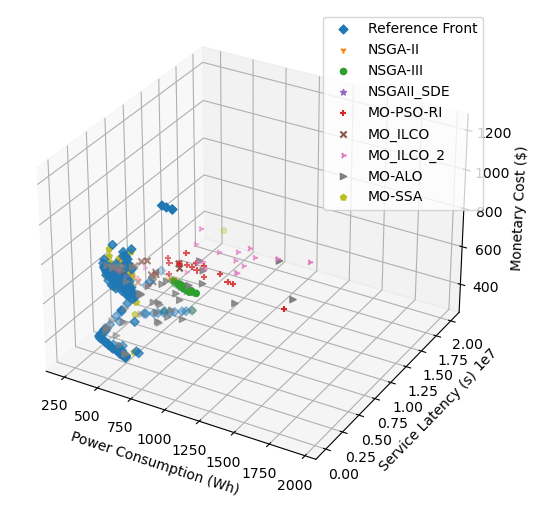 Reference Front
NSGA-II
NSGA-III
NSGAII_SDE
MO-PSO-RI
MO_ILCO
MO_ILCO_2
MO-ALO
MO-SSA
1200
1000
800
600
400
Monetary Cost ($)
250
500
750
1000
1250
1500
1750
2000
Power Consumption (Wh)
0.00
0.25
0.50
0.75
1.00
1.25
1.50
1.75
2.00
1e7
Service Latency (s)